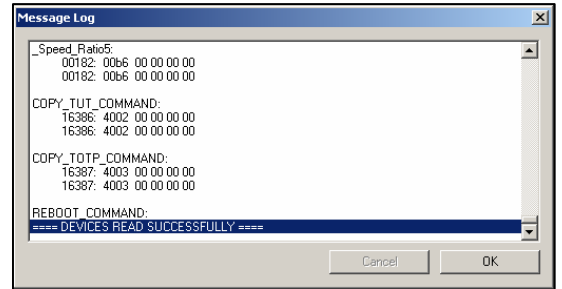 Message Log
_Speed_Ratio5:
00182: 00b6 00 00 00 00
00182: 00b6 00 00 00 00
COPY_TUT_COMMAND:
16386: 4002 00 00 00 00
16386: 4002 00 00 00 00
COPY_TOTP_COMMAND:
16387: 4003 00 00 00 00
16387: 4003 00 00 00 00
REBOOT_COMMAND:
==== DEVICES READ SUCCESSFULLY ====
Cancel
OK